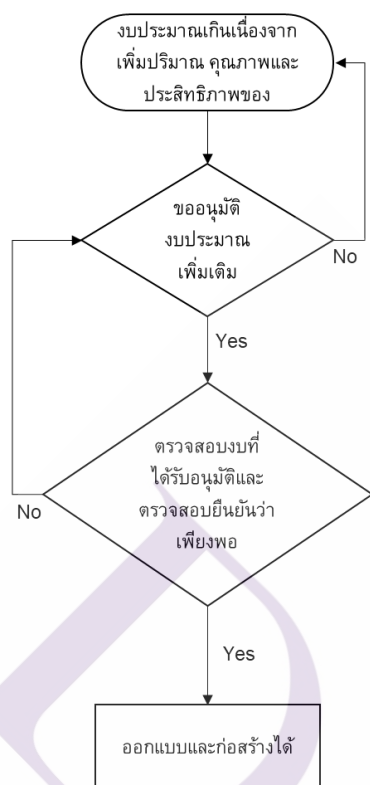 งบประมาณเกินเนื่องจาก
เพิ่มปริมาณ คุณภาพและ
ประสิทธิภาพของ
ขออนุมัติ
งบประมาณ
เพิ่มเติม
No
Yes
ตรวจสอบงบที่
ได้รับอนุมัติและ
ตรวจสอบยืนยันว่า
เพียงพอ
No
Yes
ออกแบบและก่อสร้างได้